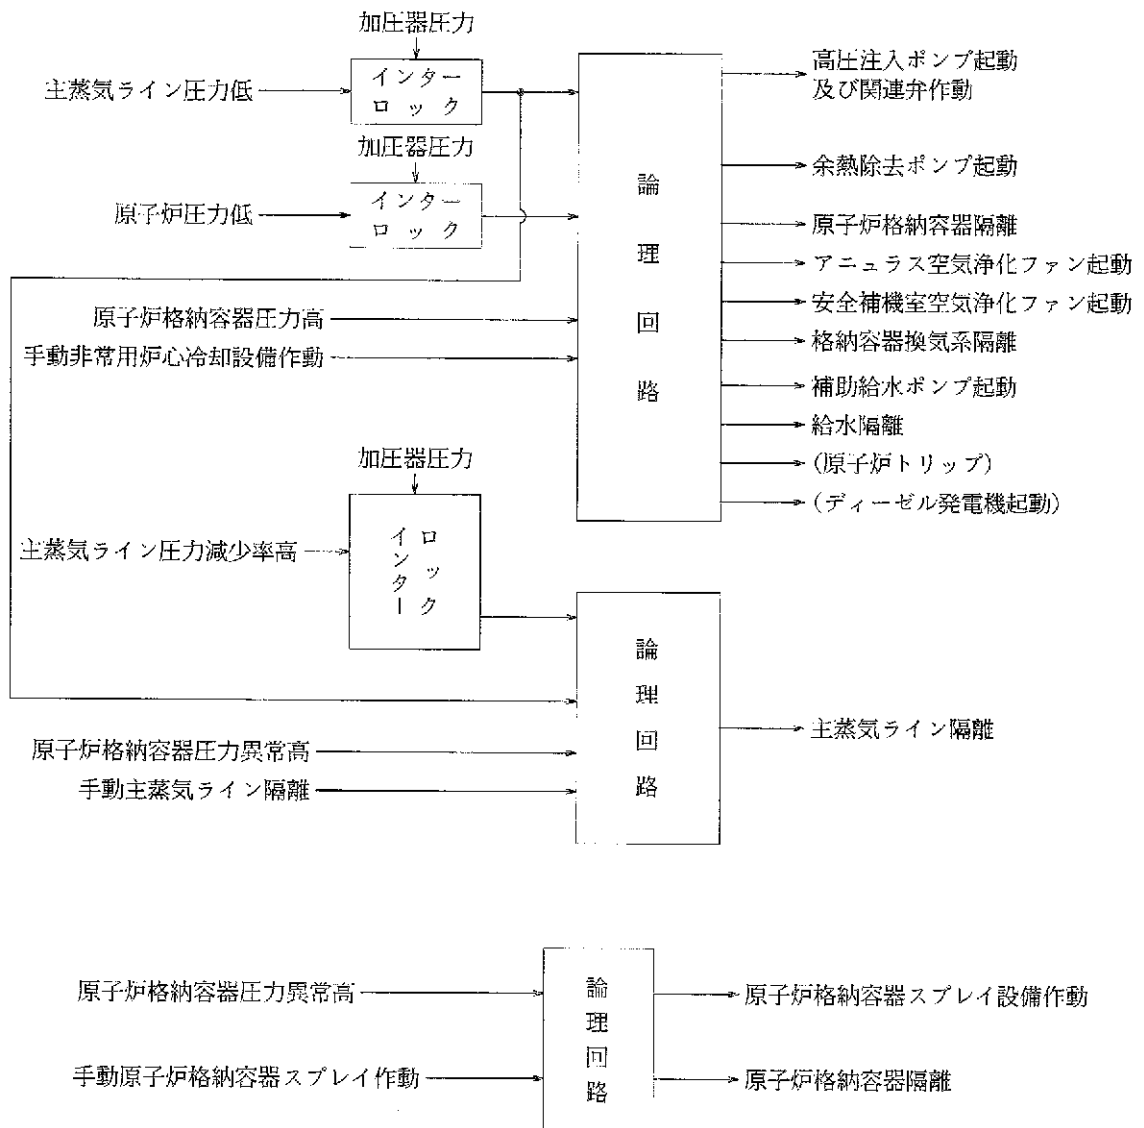 加圧器圧力
主蒸気ライン圧力低
インター
ロック
加圧器圧力
原子炉圧力低
インター
ロック
原子炉格納容器圧力高
手動非常用炉心冷却設備作動
論理回路
高圧注入ポンプ起動
及び関連弁作動
余熱除去ポンプ起動
原子炉格納容器隔離
アニュラス空気浄化ファン起動
安全補機室空気浄化ファン起動
格納容器換気系隔離
補助給水ポンプ起動
給水隔離
(原子炉トリップ)
(ディーゼル発電機起動)
加圧器圧力
主蒸気ライン圧力減少率高
インター
ロック
原子炉格納容器圧力異常高
手動主蒸気ライン隔離
論理回路
主蒸気ライン隔離
原子炉格納容器圧力異常高
手動原子炉格納容器スプレイ作動
論理回路
原子炉格納容器スプレイ設備作動
原子炉格納容器隔離